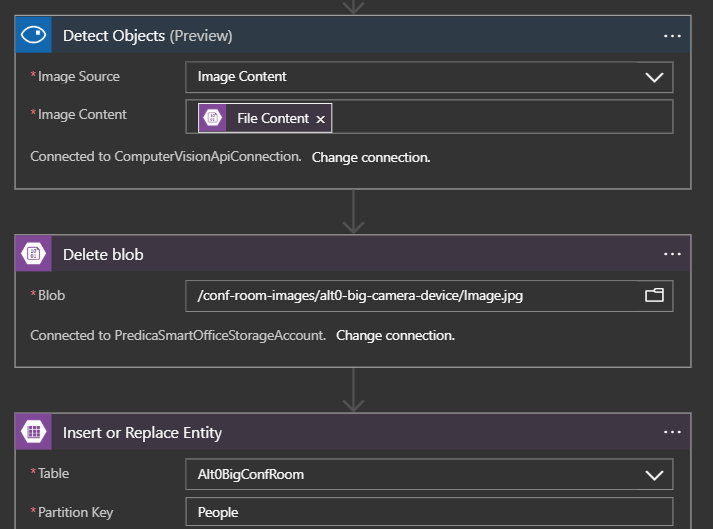 Detect Objects (Preview)
...
*Image Source
Image Content
*Image Content
File Content ×
Connected to ComputerVisionApiConnection. Change connection.
Delete blob
...
*Blob
/conf-room-images/alt0-big-camera-device/Image.jpg
Connected to PredicaSmartOfficeStorageAccount. Change connection.
Insert or Replace Entity
...
*Table
Alt0BigConfRoom
*Partition Key
People